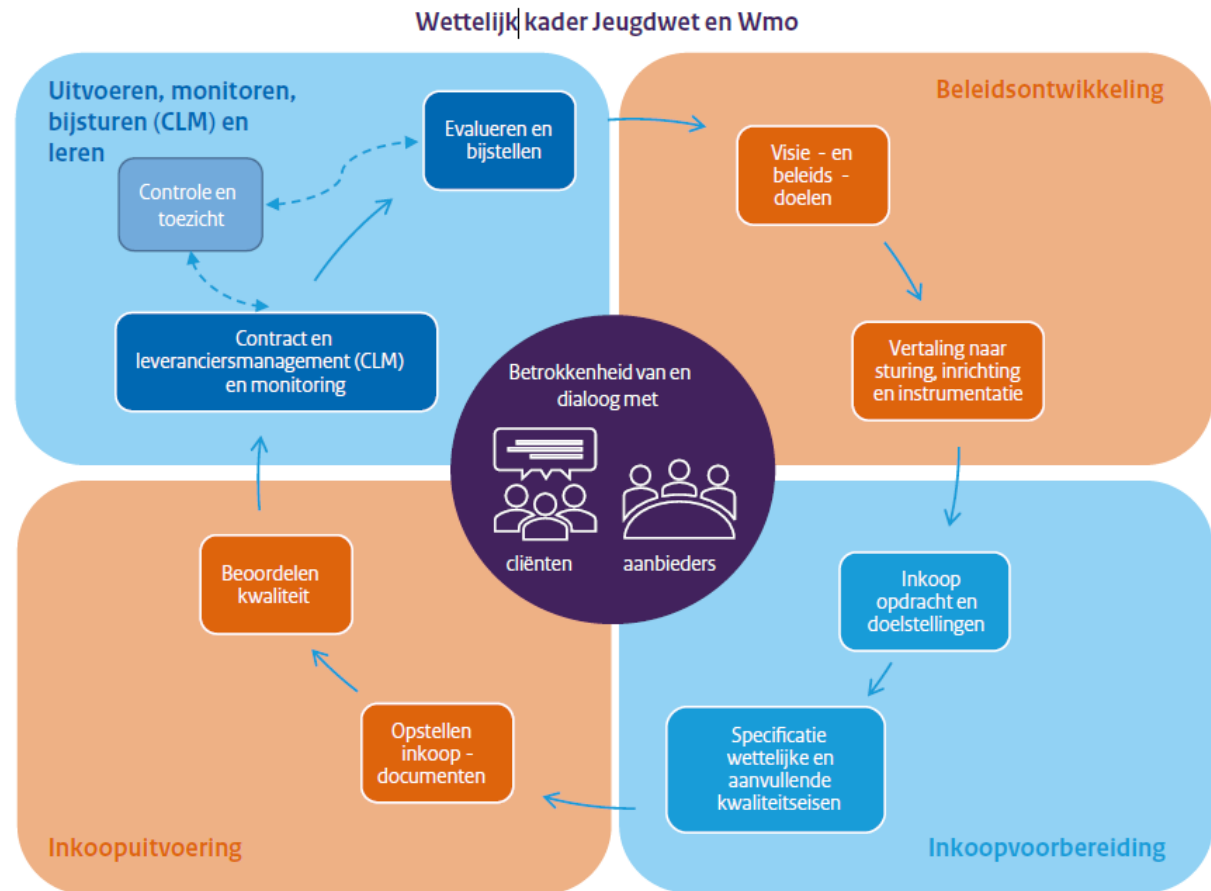 Wettelijk kader Jeugdwet en Wmo
Uitvoeren, monitoren,
bijsturen (CLM) en
leren
Controle en
toezicht
Evalueren en
bijstellen
Contract en
leveranciersmanagement (CLM)
en monitoring
Beleidsontwikkeling
Visie - en
beleids -
doelen
Vertaling naar
sturing, inrichting
en instrumentatie
Betrokkenheid van en
dialoog met
cliënten
aanbieders
Inkoop
opdracht en
doelstellingen
Specificatie
wettelijke en
aanvullende
kwaliteitseisen
Inkoopvoorbereiding
Beoordelen
kwaliteit
Opstellen
inkoop -
documenten
Inkoopuitvoering